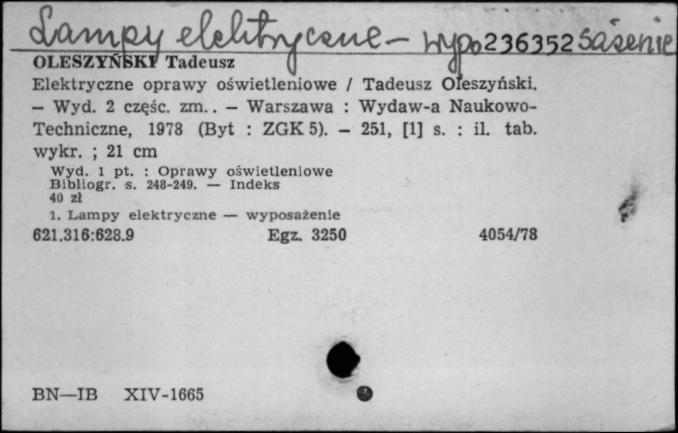 Lampy elektryczne – wypo 236352 sażenie
OLESZYŃSKI Tadeusz
Elektryczne oprawy oświetleniowe / Tadeusz Oleszyński.
– Wyd. 2 częśc. zm.. – Warszawa : Wydaw-a Naukowo-
Techniczne, 1978 (Byt : ZGK 5). – 251, [1] s. : il. tab.
wykr. ; 21 cm
Wyd. 1 pt. : Oprawy oświetleniowe
Bibliogr. s. 248-249. — Indeks
40 zł
1. Lampy elektryczne — wyposażenie
621.316:628.9 Egz. 3250 4054/78
BN—IB XIV-1665